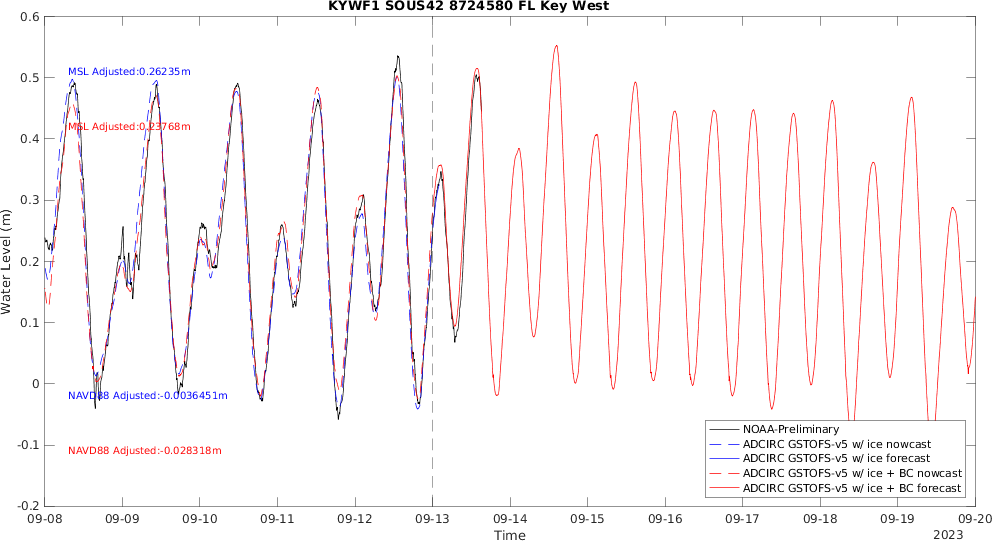 KYWF1 SOUS42 8724580 FL Key West
0.6
0.5
0.4
0.3
0.2
0.1
0
-0.1
-0.2
Water Level (m)
MSL Adjusted:0.26235m
MSL Adjusted:0.23768m
NAVD88 Adjusted:-0.0036451m
NAVD88 Adjusted:-0.028318m
NOAA-Preliminary
ADCIRC GSTOFS-v5 w/ ice nowcast
ADCIRC GSTOFS-v5 w/ ice forecast
ADCIRC GSTOFS-v5 w/ ice + BC nowcast
ADCIRC GSTOFS-v5 w/ ice + BC forecast
09-08 09-09 09-10 09-11 09-12 09-13 09-14 09-15 09-16 09-17 09-18 09-19 09-20
Time
2023